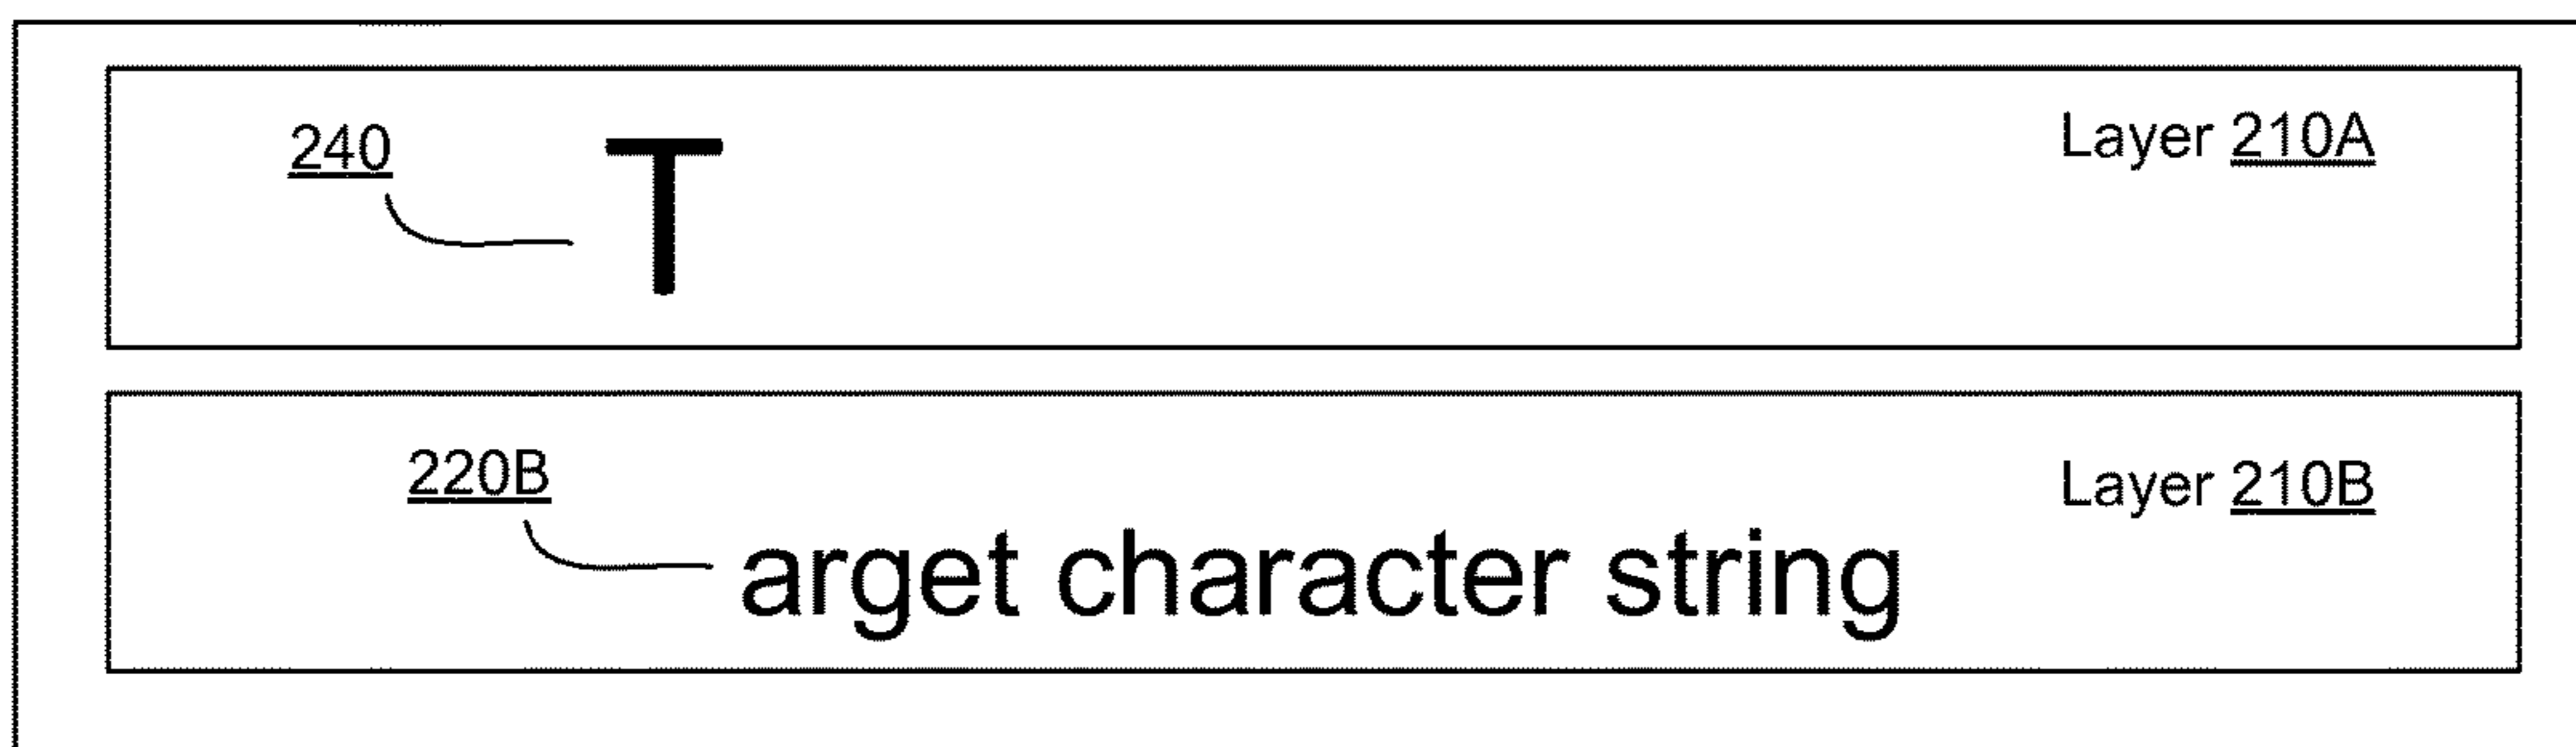 240 T Layer 210A
220B Layer 210B
arget character string